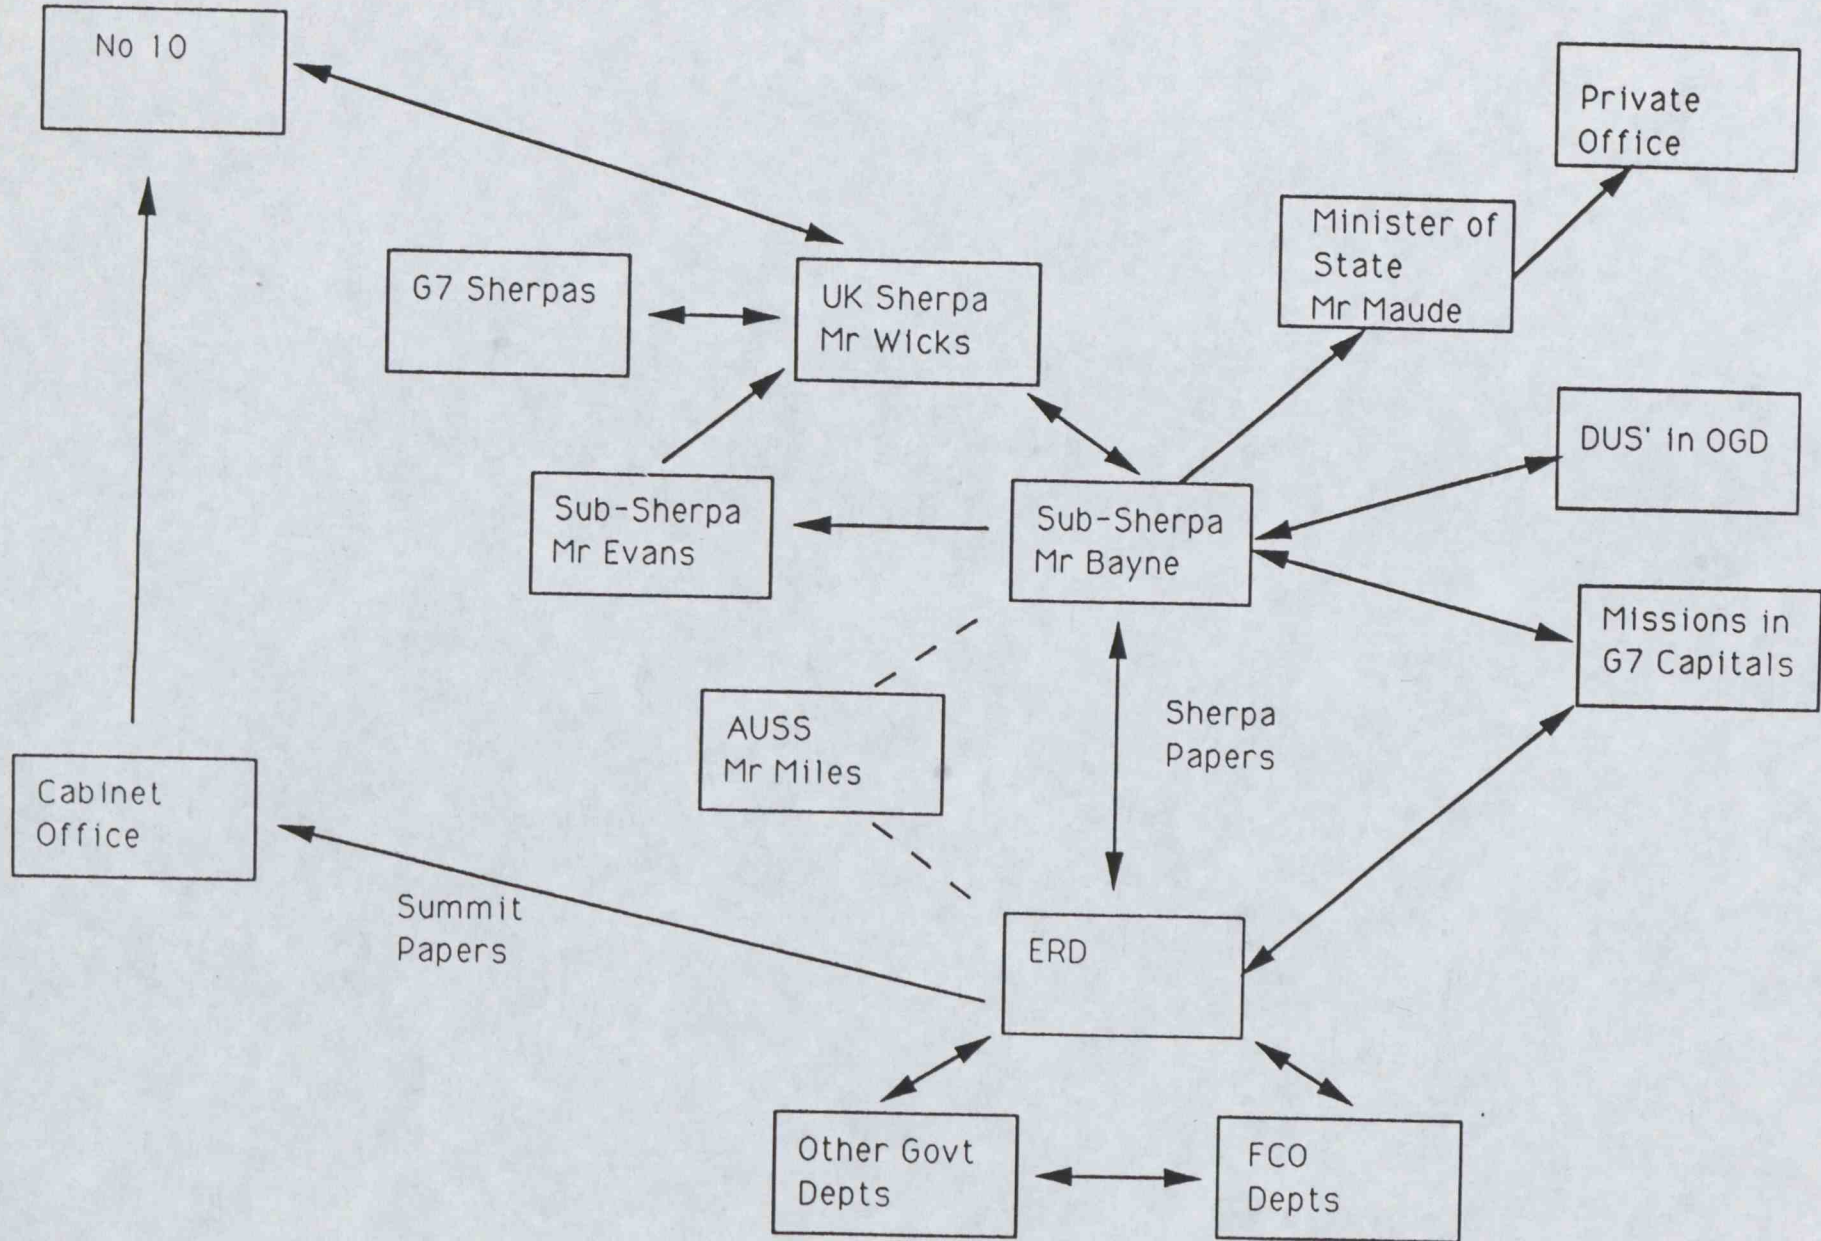 No 10
Private
Office
Minister of
State
Mr Maude
G7 Sherpas
UK Sherpa
Mr Wicks
DUS' in OGD
Sub-Sherpa
Mr Evans
Sub-Sherpa
Mr Bayne
Missions in
G7 Capitals
AUSS
Mr Miles
Sherpa
Papers
Cabinet
Office
Summit
Papers
ERD
Other Govt
Depts
FCO
Depts